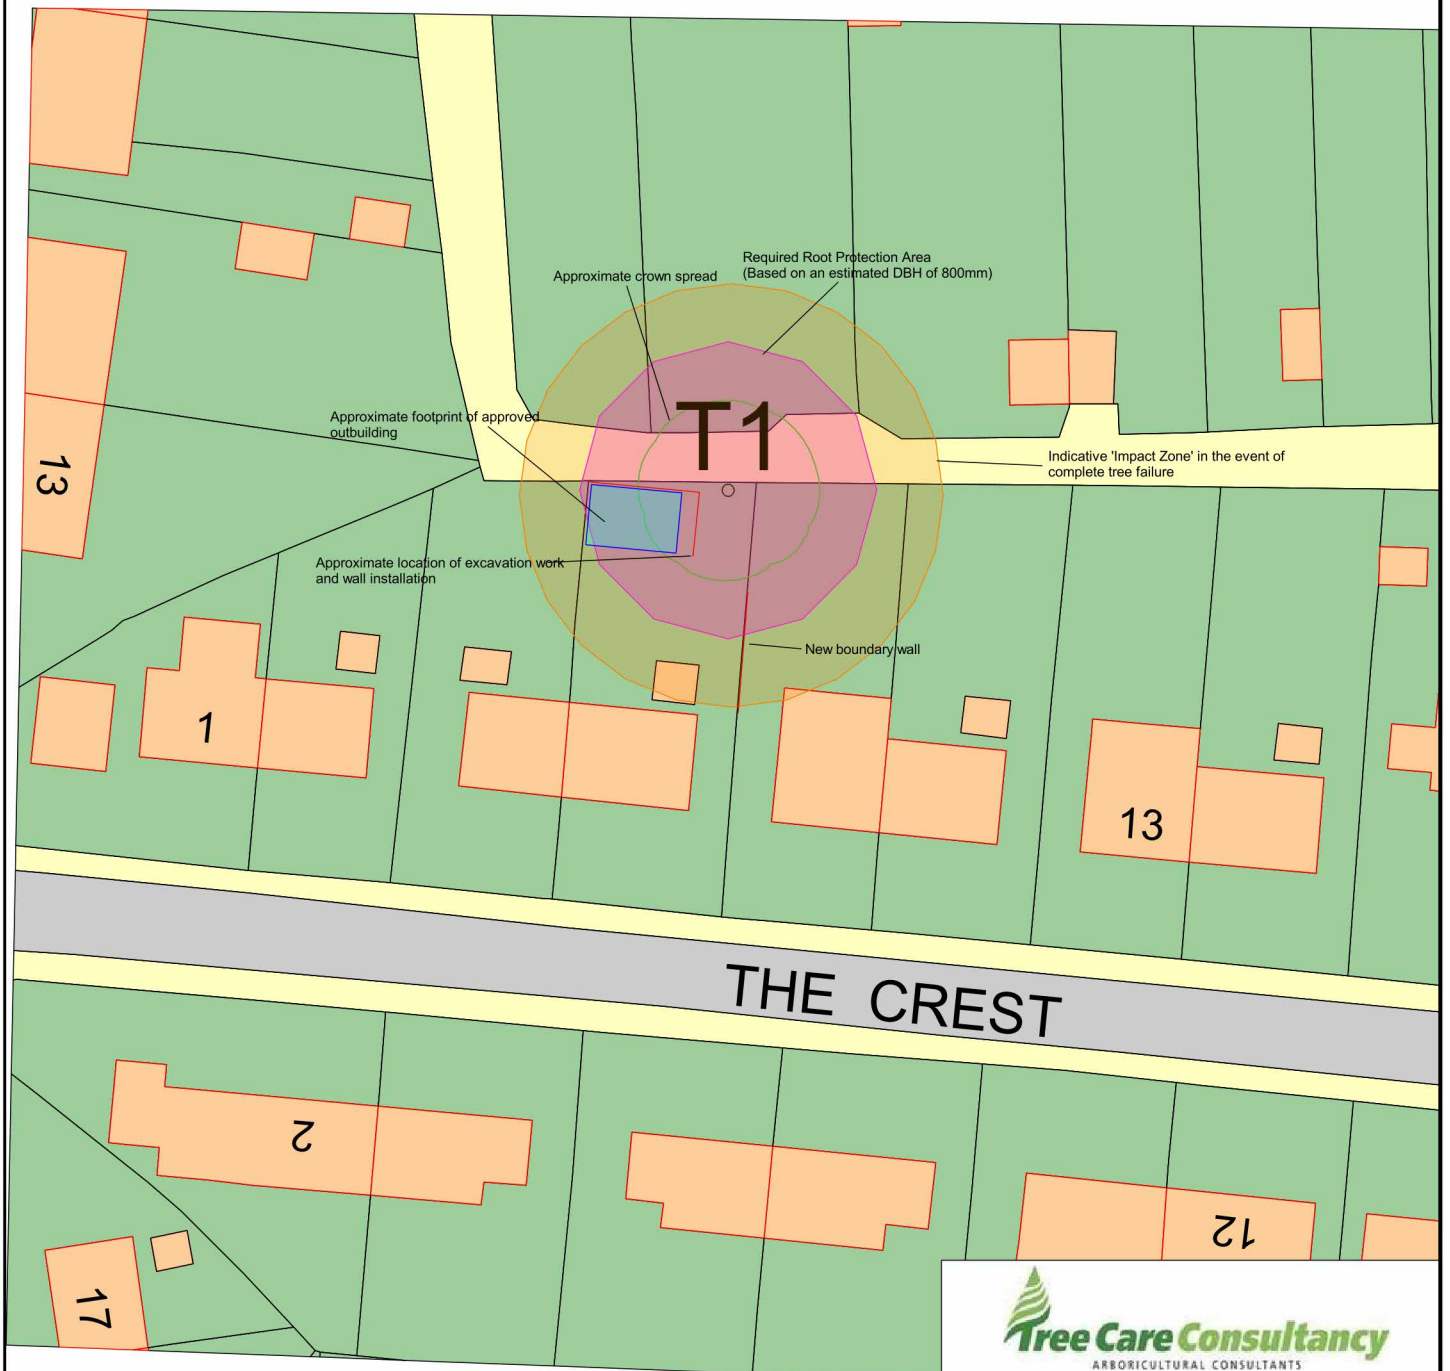 Required Root Protection Area
(Based on an estimated DBH of 800mm)
Approximate crown spread
T1
Approximate footprint of approved
outbuilding
Indicative 'Impact Zone' in the event of
complete tree failure
13
Approximate location of excavation work
and wall installation
New boundary wall
1
13
THE CREST
2
12
17
Tree Care Consultancy
ARBORICULTURAL CONSULTANTS